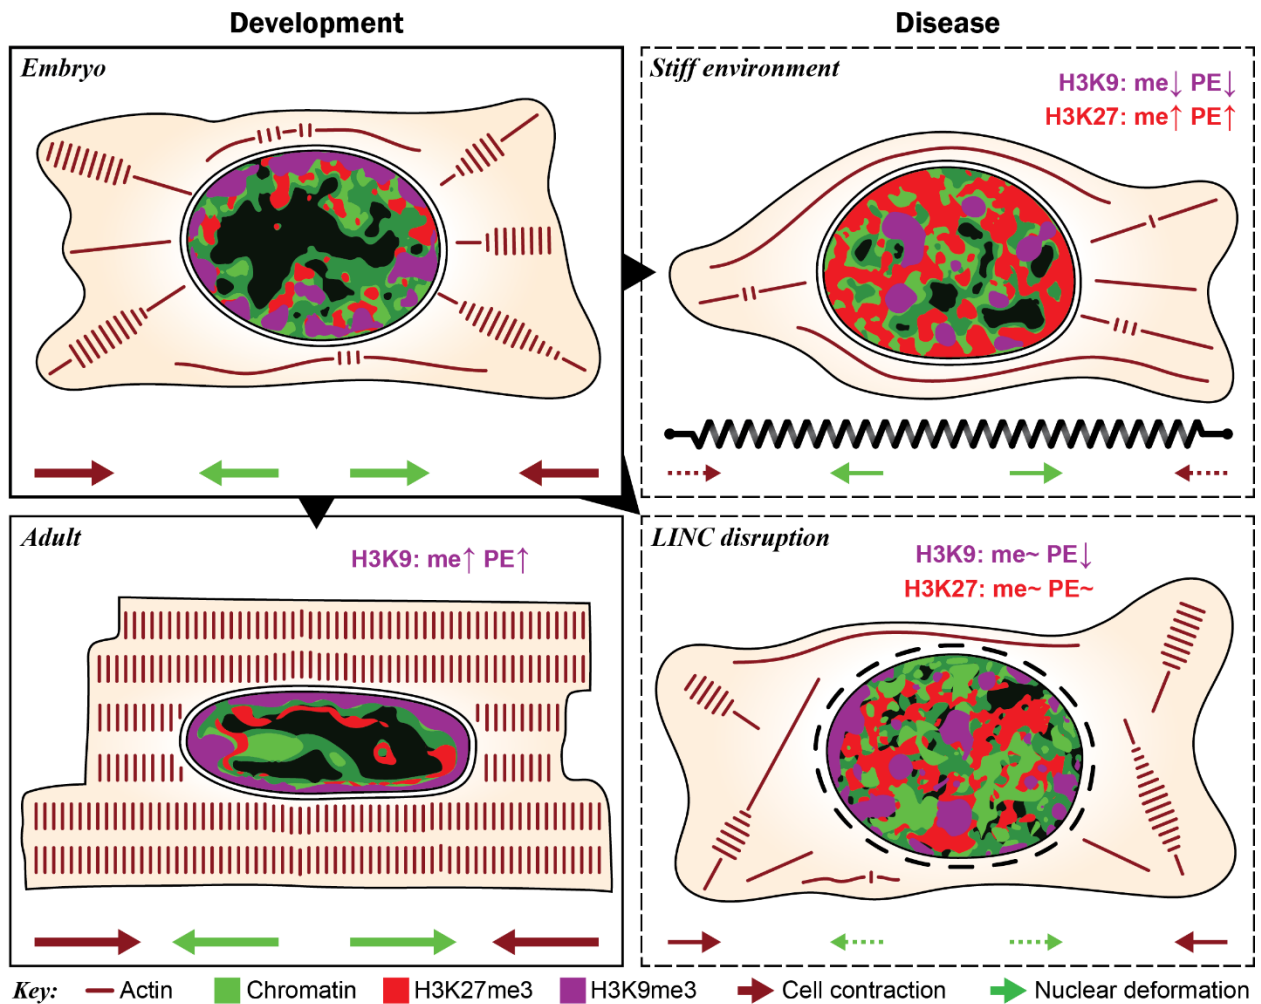 Development
Disease
Embryo
Stiff environment
H3K9: me↓ PE↓
H3K27: me↑ PE↑
Adult
H3K9: me↑ PE↑
LINC disruption
H3K9: me~ PE↓
H3K27: me~ PE~
Key: Actin Chromatin H3K27me3 H3K9me3 Cell contraction Nuclear deformation